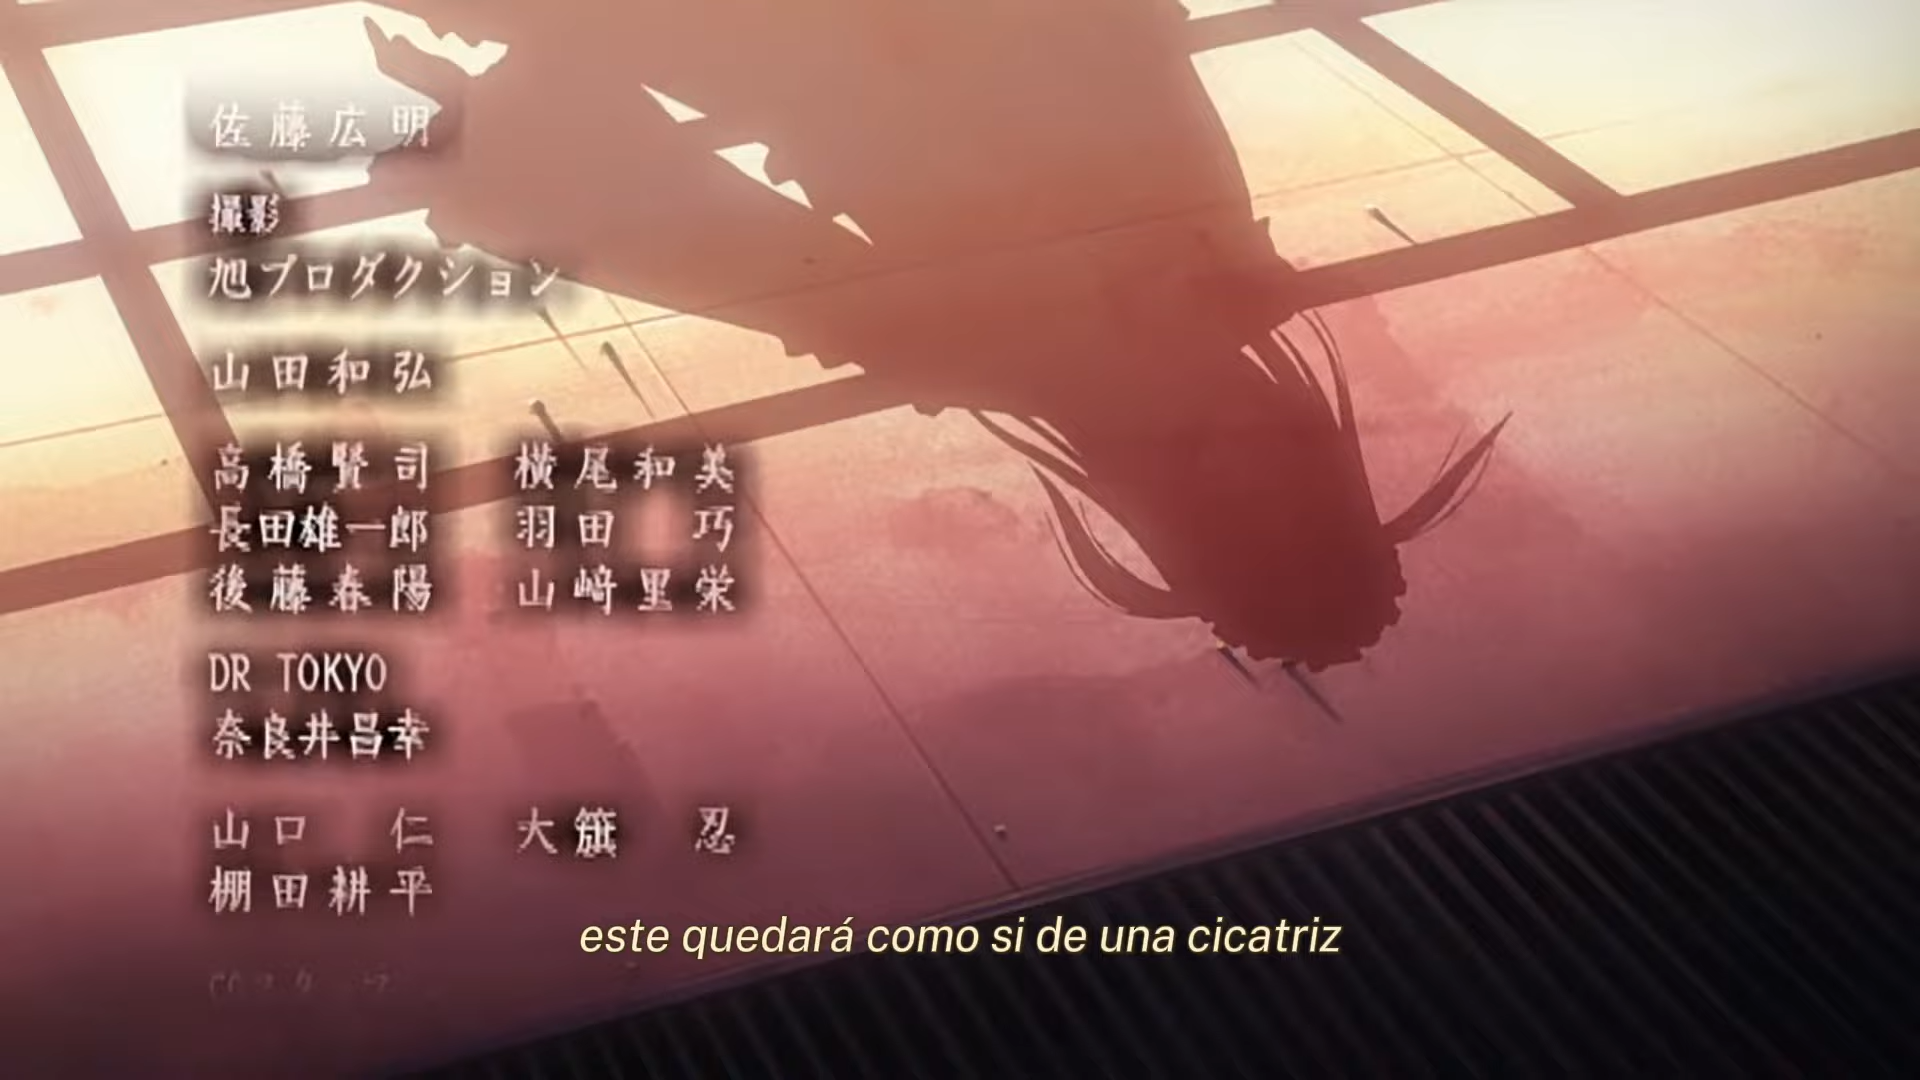 佐藤広明
撮影
旭プロダクション
山田和弘
高橋賢司 横尾和美
長田雄一郎 羽田 巧
後藤春陽 山﨑里栄
DR TOKYO
奈良井昌幸
山口 仁 大簱 忍
棚田耕平
este quedará como si de una cicatriz